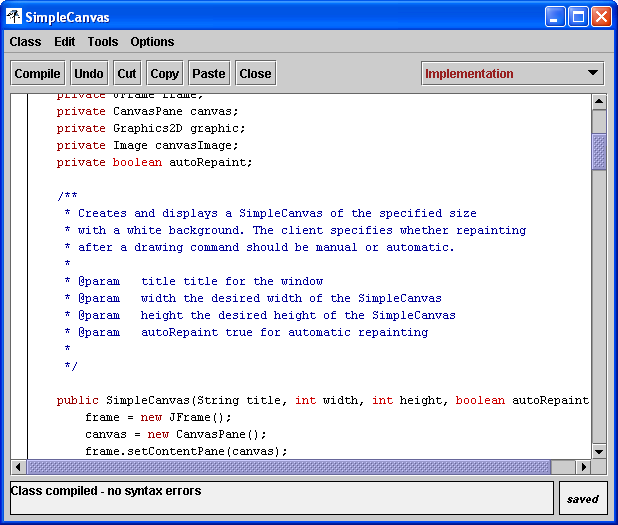 SimpleCanvas
Class Edit Tools Options
Compile Undo Cut Copy Paste Close Implementation
private JFrame frame;
private CanvasPane canvas;
private Graphics2D graphic;
private Image canvasImage;
private boolean autoRepaint;
/**
* Creates and displays a SimpleCanvas of the specified size
* with a white background. The client specifies whether repainting
* after a drawing command should be manual or automatic.
*
* @param title title for the window
* @param width the desired width of the SimpleCanvas
* @param height the desired height of the SimpleCanvas
* @param autoRepaint true for automatic repainting
*
*/
public SimpleCanvas(String title, int width, int height, boolean autoRepaint
frame = new JFrame();
canvas = new CanvasPane();
frame.setContentPane(canvas);
Class compiled - no syntax errors
saved